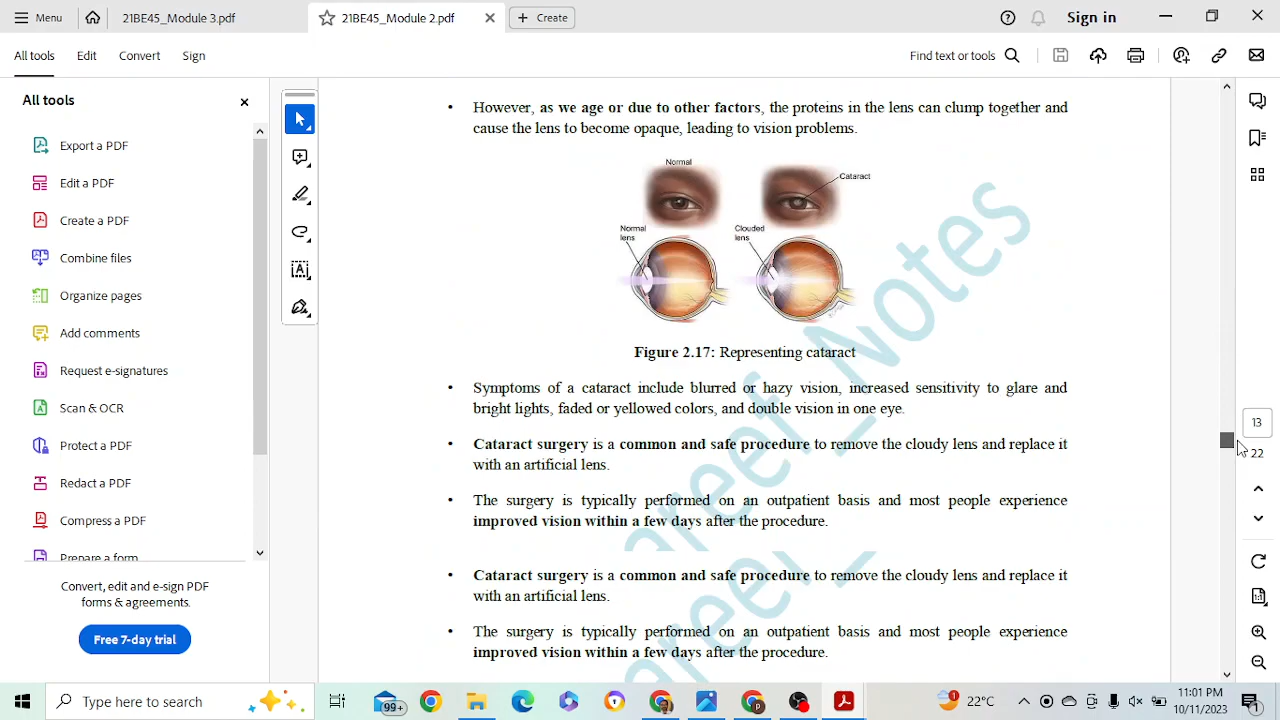 Menu
21BE45_Module 3.pdf
21BE45_Module 2.pdf
Create
Sign in
All tools
Edit
Convert
Sign
Find text or tools
All tools
Export a PDF
Edit a PDF
Create a PDF
Combine files
Organize pages
Add comments
Request e-signatures
Scan & OCR
Protect a PDF
Redact a PDF
Compress a PDF
Prepare a form
Convert, edit and e-sign PDF
forms & agreements.
Free 7-day trial
• However, as we age or due to other factors, the proteins in the lens can clump together and
cause the lens to become opaque, leading to vision problems.
Normal
Cataract
Normal
lens
Clouded
lens
Figure 2.17: Representing cataract
• Symptoms of a cataract include blurred or hazy vision, increased sensitivity to glare and
bright lights, faded or yellowed colors, and double vision in one eye.
• Cataract surgery is a common and safe procedure to remove the cloudy lens and replace it
with an artificial lens.
• The surgery is typically performed on an outpatient basis and most people experience
improved vision within a few days after the procedure.
• Cataract surgery is a common and safe procedure to remove the cloudy lens and replace it
with an artificial lens.
• The surgery is typically performed on an outpatient basis and most people experience
improved vision within a few days after the procedure.
areef_Notes
13
22
Type here to search
99+
1
22°C
11:01 PM
10/11/2023
1